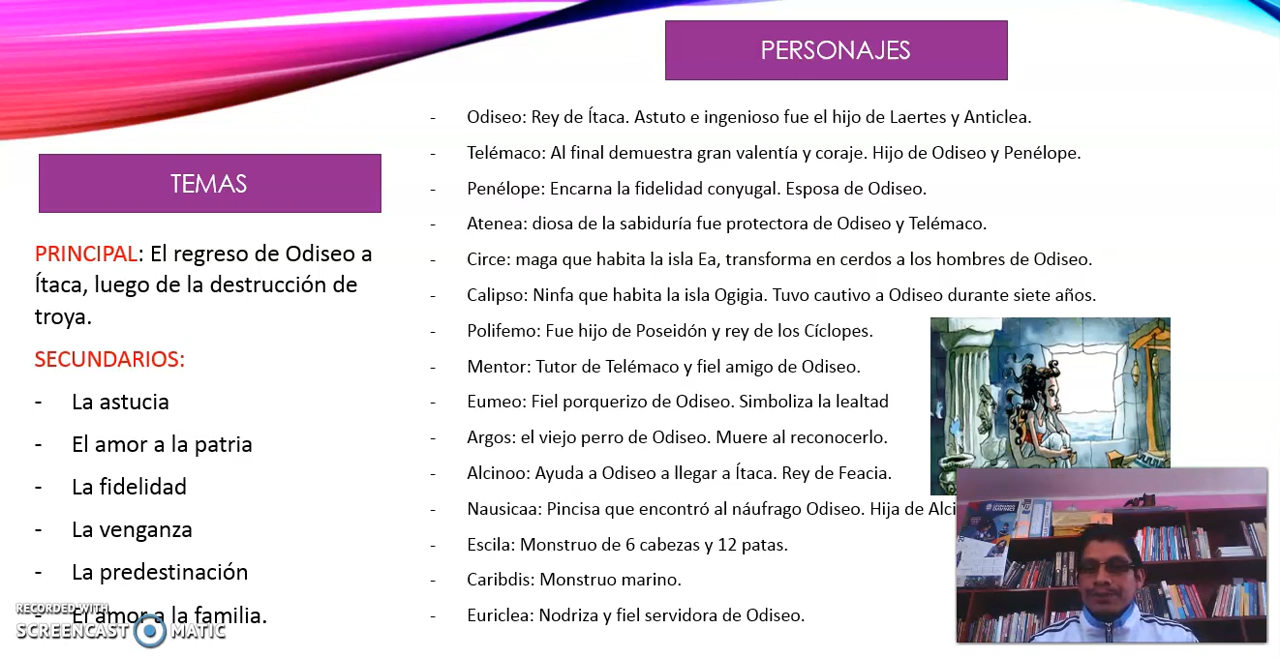 TEMAS
PRINCIPAL: El regreso de Odiseo a
Ítaca, luego de la destrucción de
troya.
SECUNDARIOS:
- La astucia
- El amor a la patria
- La fidelidad
- La venganza
- La predestinación
- El amor a la familia.
PERSONAJES
- Odiseo: Rey de Ítaca. Astuto e ingenioso fue el hijo de Laertes y Anticlea.
- Telémaco: Al final demuestra gran valentía y coraje. Hijo de Odiseo y Penélope.
- Penélope: Encarna la fidelidad conyugal. Esposa de Odiseo.
- Atenea: diosa de la sabiduría fue protectora de Odiseo y Telémaco.
- Circe: maga que habita la isla Ea, transforma en cerdos a los hombres de Odiseo.
- Calipso: Ninfa que habita la isla Ogigia. Tuvo cautivo a Odiseo durante siete años.
- Polifemo: Fue hijo de Poseidón y rey de los Cíclopes.
- Mentor: Tutor de Telémaco y fiel amigo de Odiseo.
- Eumeo: Fiel porquerizo de Odiseo. Simboliza la lealtad
- Argos: el viejo perro de Odiseo. Muere al reconocerlo.
- Alcinoo: Ayuda a Odiseo a llegar a Ítaca. Rey de Feacia.
- Nausicaa: Pincisa que encontró al náufrago Odiseo. Hija de Alci
- Escila: Monstruo de 6 cabezas y 12 patas.
- Caribdis: Monstruo marino.
- Euriclea: Nodriza y fiel servidora de Odiseo.
RECORDED WITH
SCREENCAST MATIC